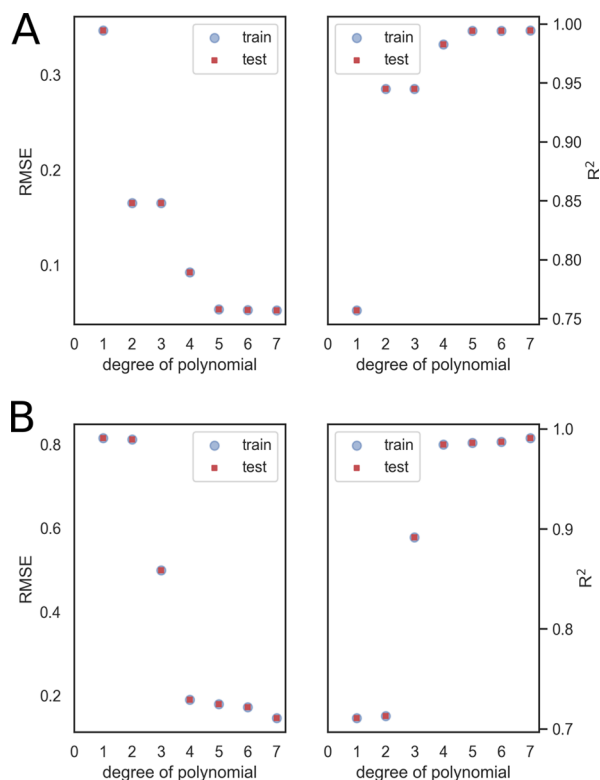 A
train
test
train
test
1.00
0.95
0.90
0.85
0.80
0.75
R²
0.3
0.2
0.1
RMSE
0 1 2 3 4 5 6 7
degree of polynomial
0 1 2 3 4 5 6 7
degree of polynomial
B
train
test
train
test
1.0
0.9
0.8
0.7
R²
0.8
0.6
0.4
0.2
RMSE
0 1 2 3 4 5 6 7
degree of polynomial
0 1 2 3 4 5 6 7
degree of polynomial